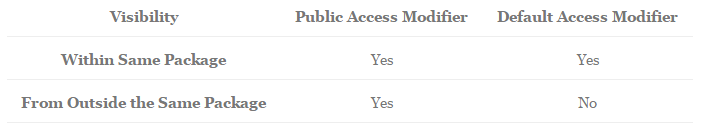 Visibility Public Access Modifier Default Access Modifier
Within Same Package Yes Yes
From Outside the Same Package Yes No